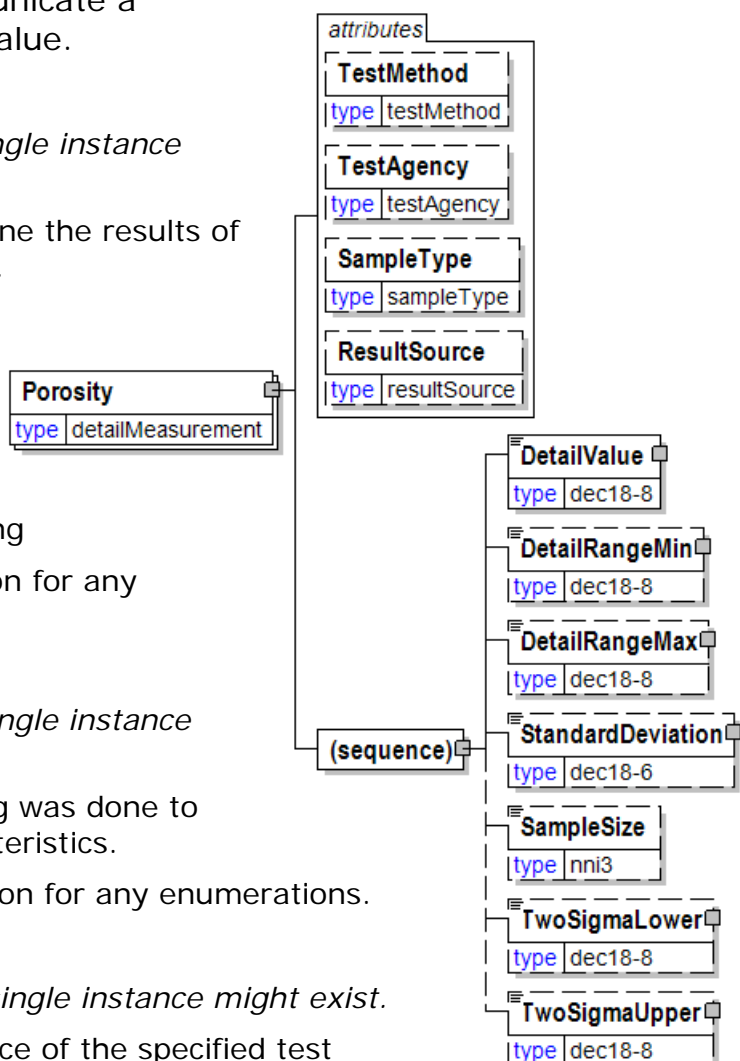 unicate a
alue.
ngle instance
ne the results of
ng
on for any
ngle instance
g was done to
teristics.
on for any enumerations.
single instance might exist.
ce of the specified test
attributes
TestMethod
type testMethod
TestAgency
type testAgency
SampleType
type sampleType
ResultSource
type resultSource
Porosity
type detailMeasurement
(sequence)
DetailValue
type dec18-8
DetailRangeMin
type dec18-8
DetailRangeMax
type dec18-8
StandardDeviation
type dec18-6
SampleSize
type nni3
TwoSigmaLower
type dec18-8
TwoSigmaUpper
type dec18-8